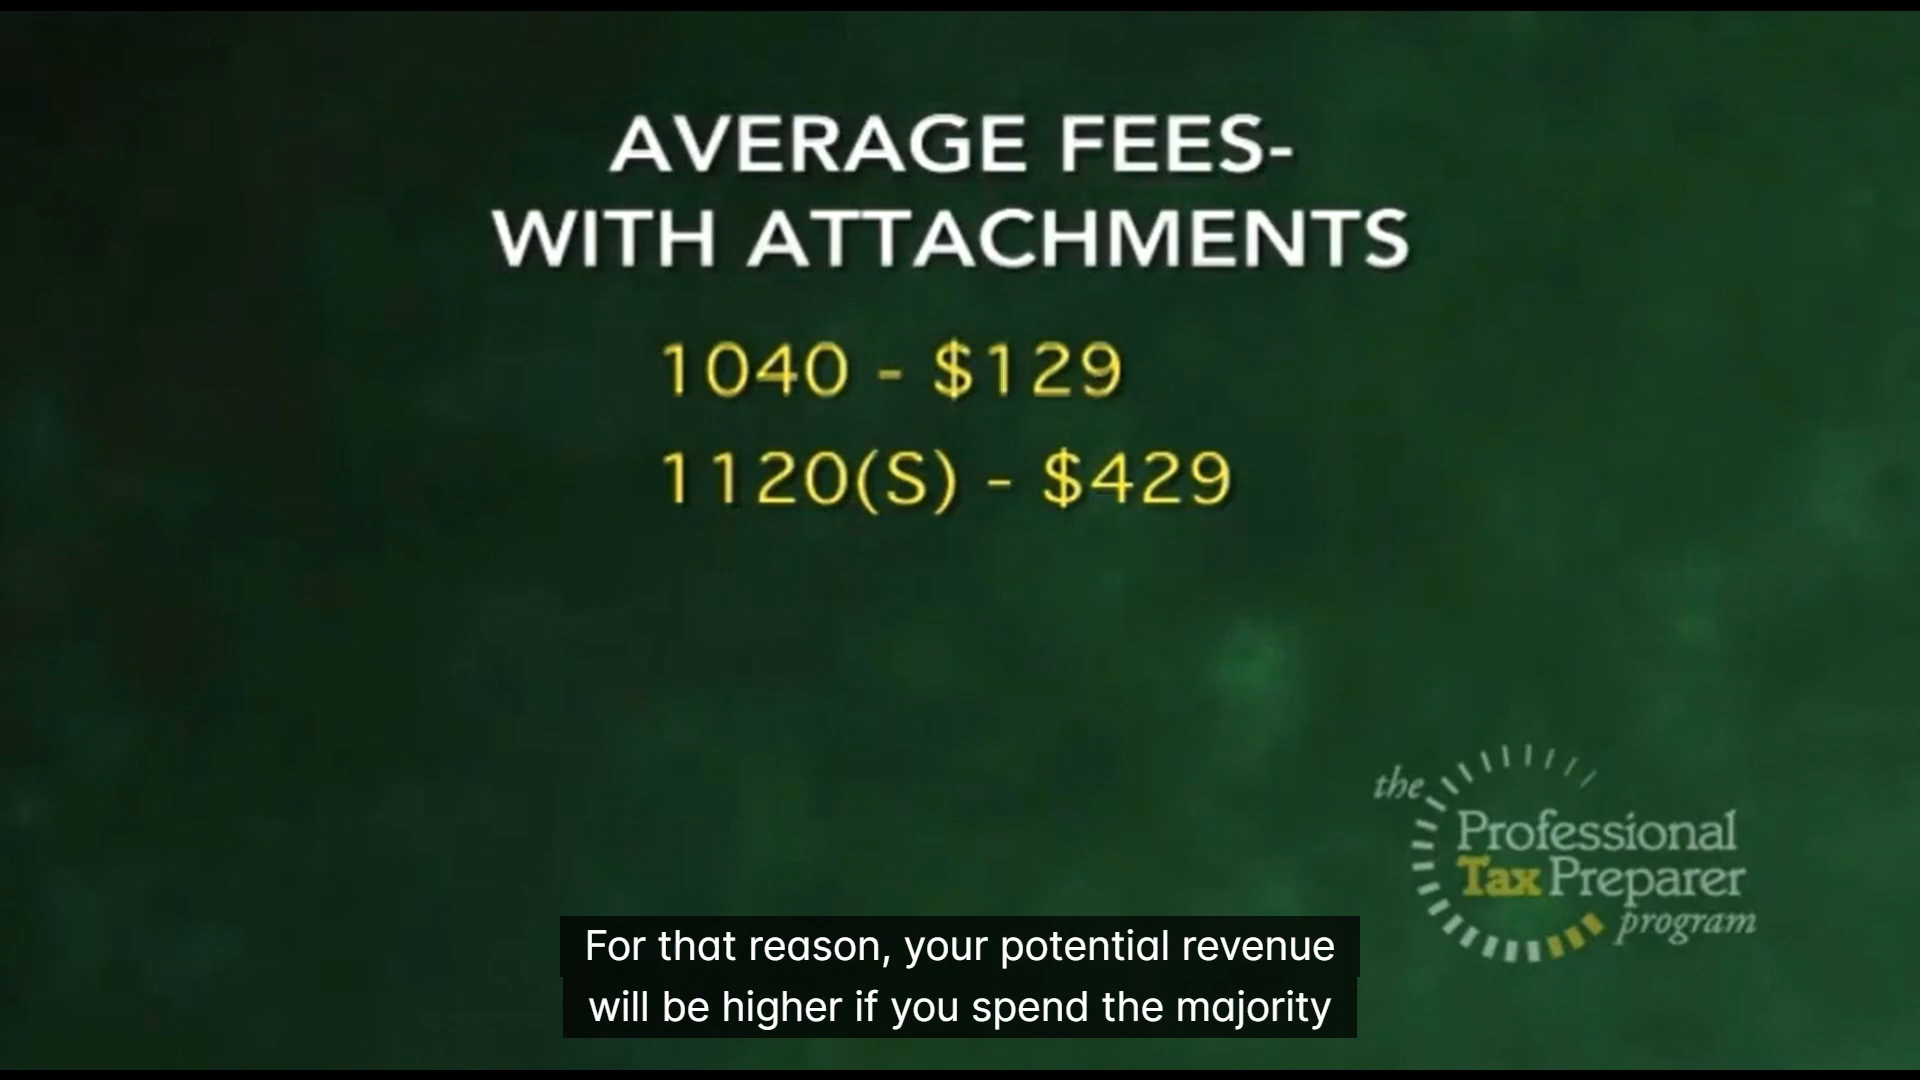 AVERAGE FEES-
WITH ATTACHMENTS
1040 - $129
1120(S) - $429
the
Professional
Tax Preparer
program
For that reason, your potential revenue
will be higher if you spend the majority